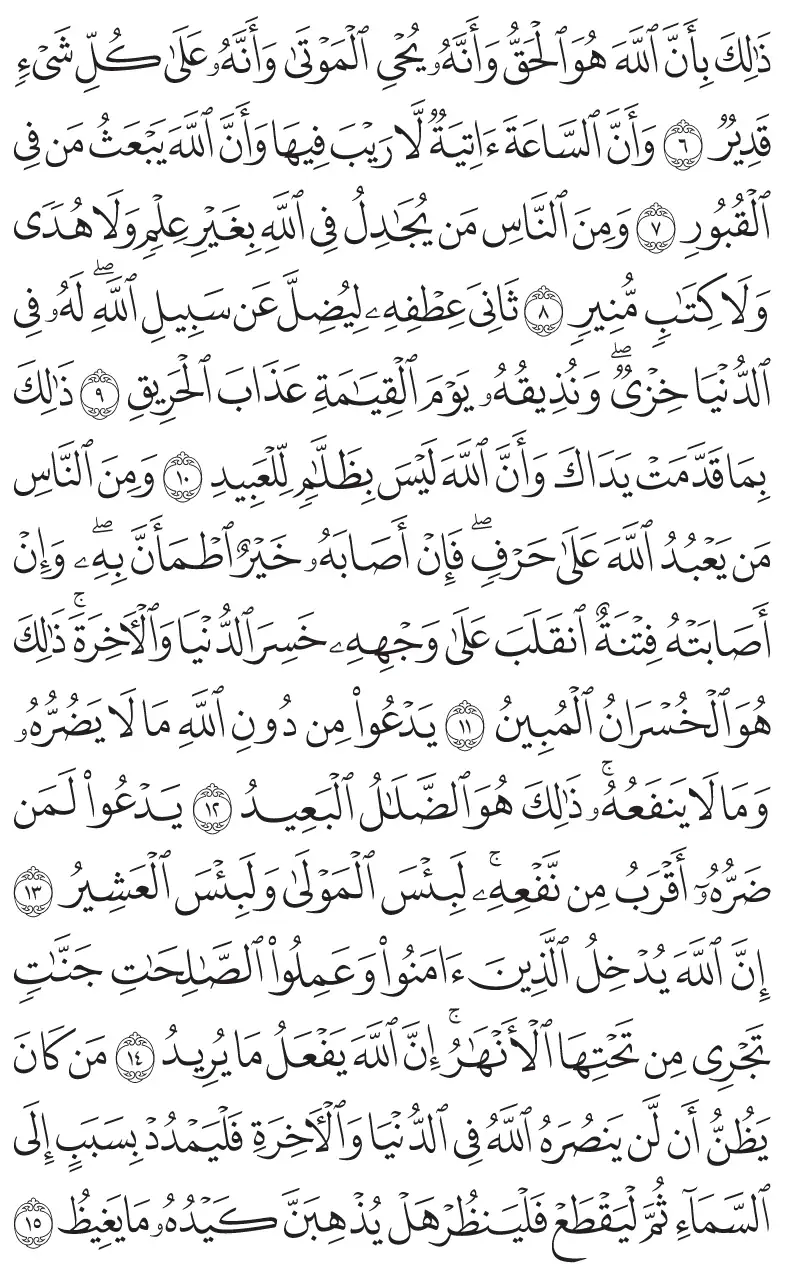 ذَٰلِكَ بِأَنَّ ٱللَّهَ هُوَ ٱلْحَقُّ وَأَنَّهُۥ يُحْىِ ٱلْمَوْتَىٰ وَأَنَّهُۥ عَلَىٰ كُلِّ شَىْءٍ
قَدِيرٌ ٦ وَأَنَّ ٱلسَّاعَةَ ءَاتِيَةٌ لَّا رَيْبَ فِيهَا وَأَنَّ ٱللَّهَ يَبْعَثُ مَن فِى
ٱلْقُبُورِ ٧ وَمِنَ ٱلنَّاسِ مَن يُجَٰدِلُ فِى ٱللَّهِ بِغَيْرِ عِلْمٍ وَلَا هُدًى
وَلَا كِتَٰبٍ مُّنِيرٍ ٨ ثَانِىَ عِطْفِهِۦ لِيُضِلَّ عَن سَبِيلِ ٱللَّهِ ۖ لَهُۥ فِى
ٱلدُّنْيَا خِزْىٌ ۖ وَنُذِيقُهُۥ يَوْمَ ٱلْقِيَٰمَةِ عَذَابَ ٱلْحَرِيقِ ٩ ذَٰلِكَ
بِمَا قَدَّمَتْ يَدَاكَ وَأَنَّ ٱللَّهَ لَيْسَ بِظَلَّٰمٍ لِّلْعَبِيدِ ١٠ وَمِنَ ٱلنَّاسِ
مَن يَعْبُدُ ٱللَّهَ عَلَىٰ حَرْفٍ ۖ فَإِنْ أَصَابَهُۥ خَيْرٌ ٱطْمَأَنَّ بِهِۦ ۖ وَإِنْ
أَصَابَتْهُ فِتْنَةٌ ٱنقَلَبَ عَلَىٰ وَجْهِهِۦ خَسِرَ ٱلدُّنْيَا وَٱلْءَاخِرَةَ ۚ ذَٰلِكَ
هُوَ ٱلْخُسْرَانُ ٱلْمُبِينُ ١١ يَدْعُوا۟ مِن دُونِ ٱللَّهِ مَا لَا يَضُرُّهُۥ
وَمَا لَا يَنفَعُهُۥ ۚ ذَٰلِكَ هُوَ ٱلضَّلَٰلُ ٱلْبَعِيدُ ١٢ يَدْعُوا۟ لَمَن
ضَرُّهُۥٓ أَقْرَبُ مِن نَّفْعِهِۦ ۚ لَبِئْسَ ٱلْمَوْلَىٰ وَلَبِئْسَ ٱلْعَشِيرُ ١٣
إِنَّ ٱللَّهَ يُدْخِلُ ٱلَّذِينَ ءَامَنُوا۟ وَعَمِلُوا۟ ٱلصَّٰلِحَٰتِ جَنَّٰتٍ
تَجْرِى مِن تَحْتِهَا ٱلْأَنْهَٰرُ ۚ إِنَّ ٱللَّهَ يَفْعَلُ مَا يُرِيدُ ١٤ مَن كَانَ
يَظُنُّ أَن لَّن يَنصُرَهُ ٱللَّهُ فِى ٱلدُّنْيَا وَٱلْءَاخِرَةِ فَلْيَمْدُدْ بِسَبَبٍ إِلَى
ٱلسَّمَآءِ ثُمَّ لْيَقْطَعْ فَلْيَنظُرْ هَلْ يُذْهِبَنَّ كَيْدُهُۥ مَا يَغِيظُ ١٥